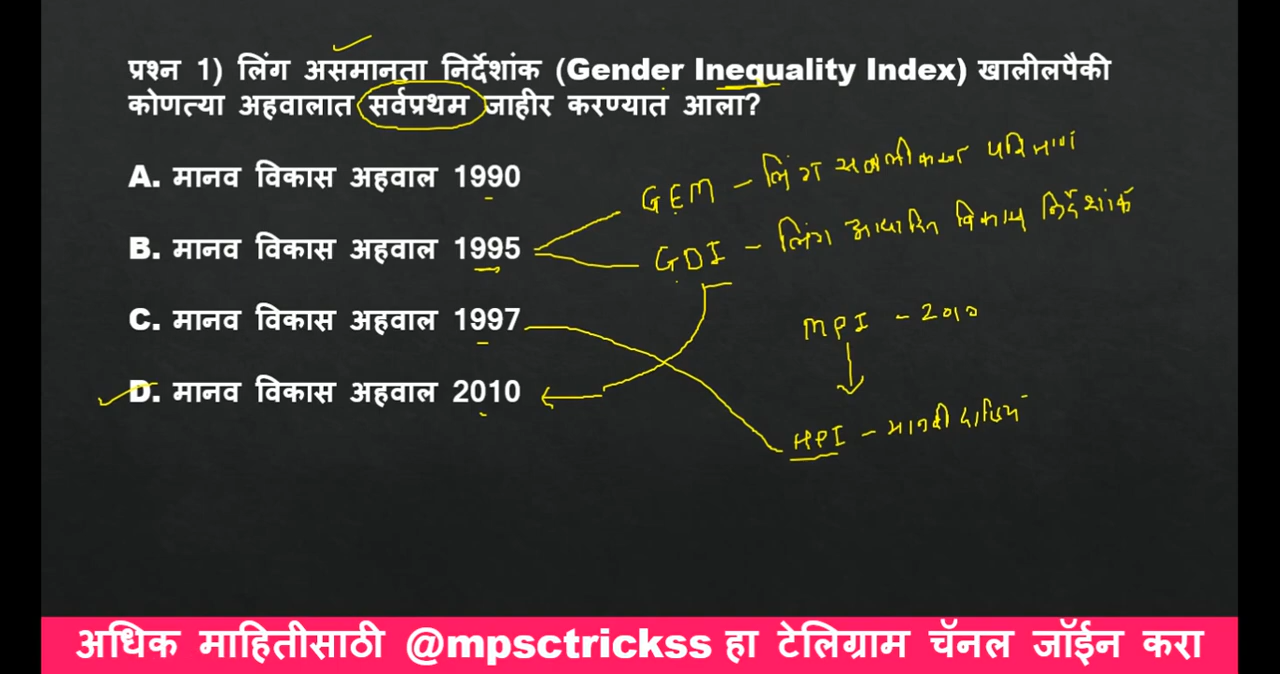 प्रश्न 1) लिंग असमानता निर्देशांक (Gender Inequality Index) खालीलपैकी
कोणत्या अहवालात सर्वप्रथम जाहीर करण्यात आला?
A. मानव विकास अहवाल 1990
GEM - लिंग सबलीकरण परिमाण
B. मानव विकास अहवाल 1995
GDI - लिंग आधारित विकास निर्देशांक
C. मानव विकास अहवाल 1997
MPI - 2010
D. मानव विकास अहवाल 2010
HPI - मानवी दारिद्र्य
अधिक माहितीसाठी @mpsctrickss हा टेलिग्राम चॅनल जॉईन करा